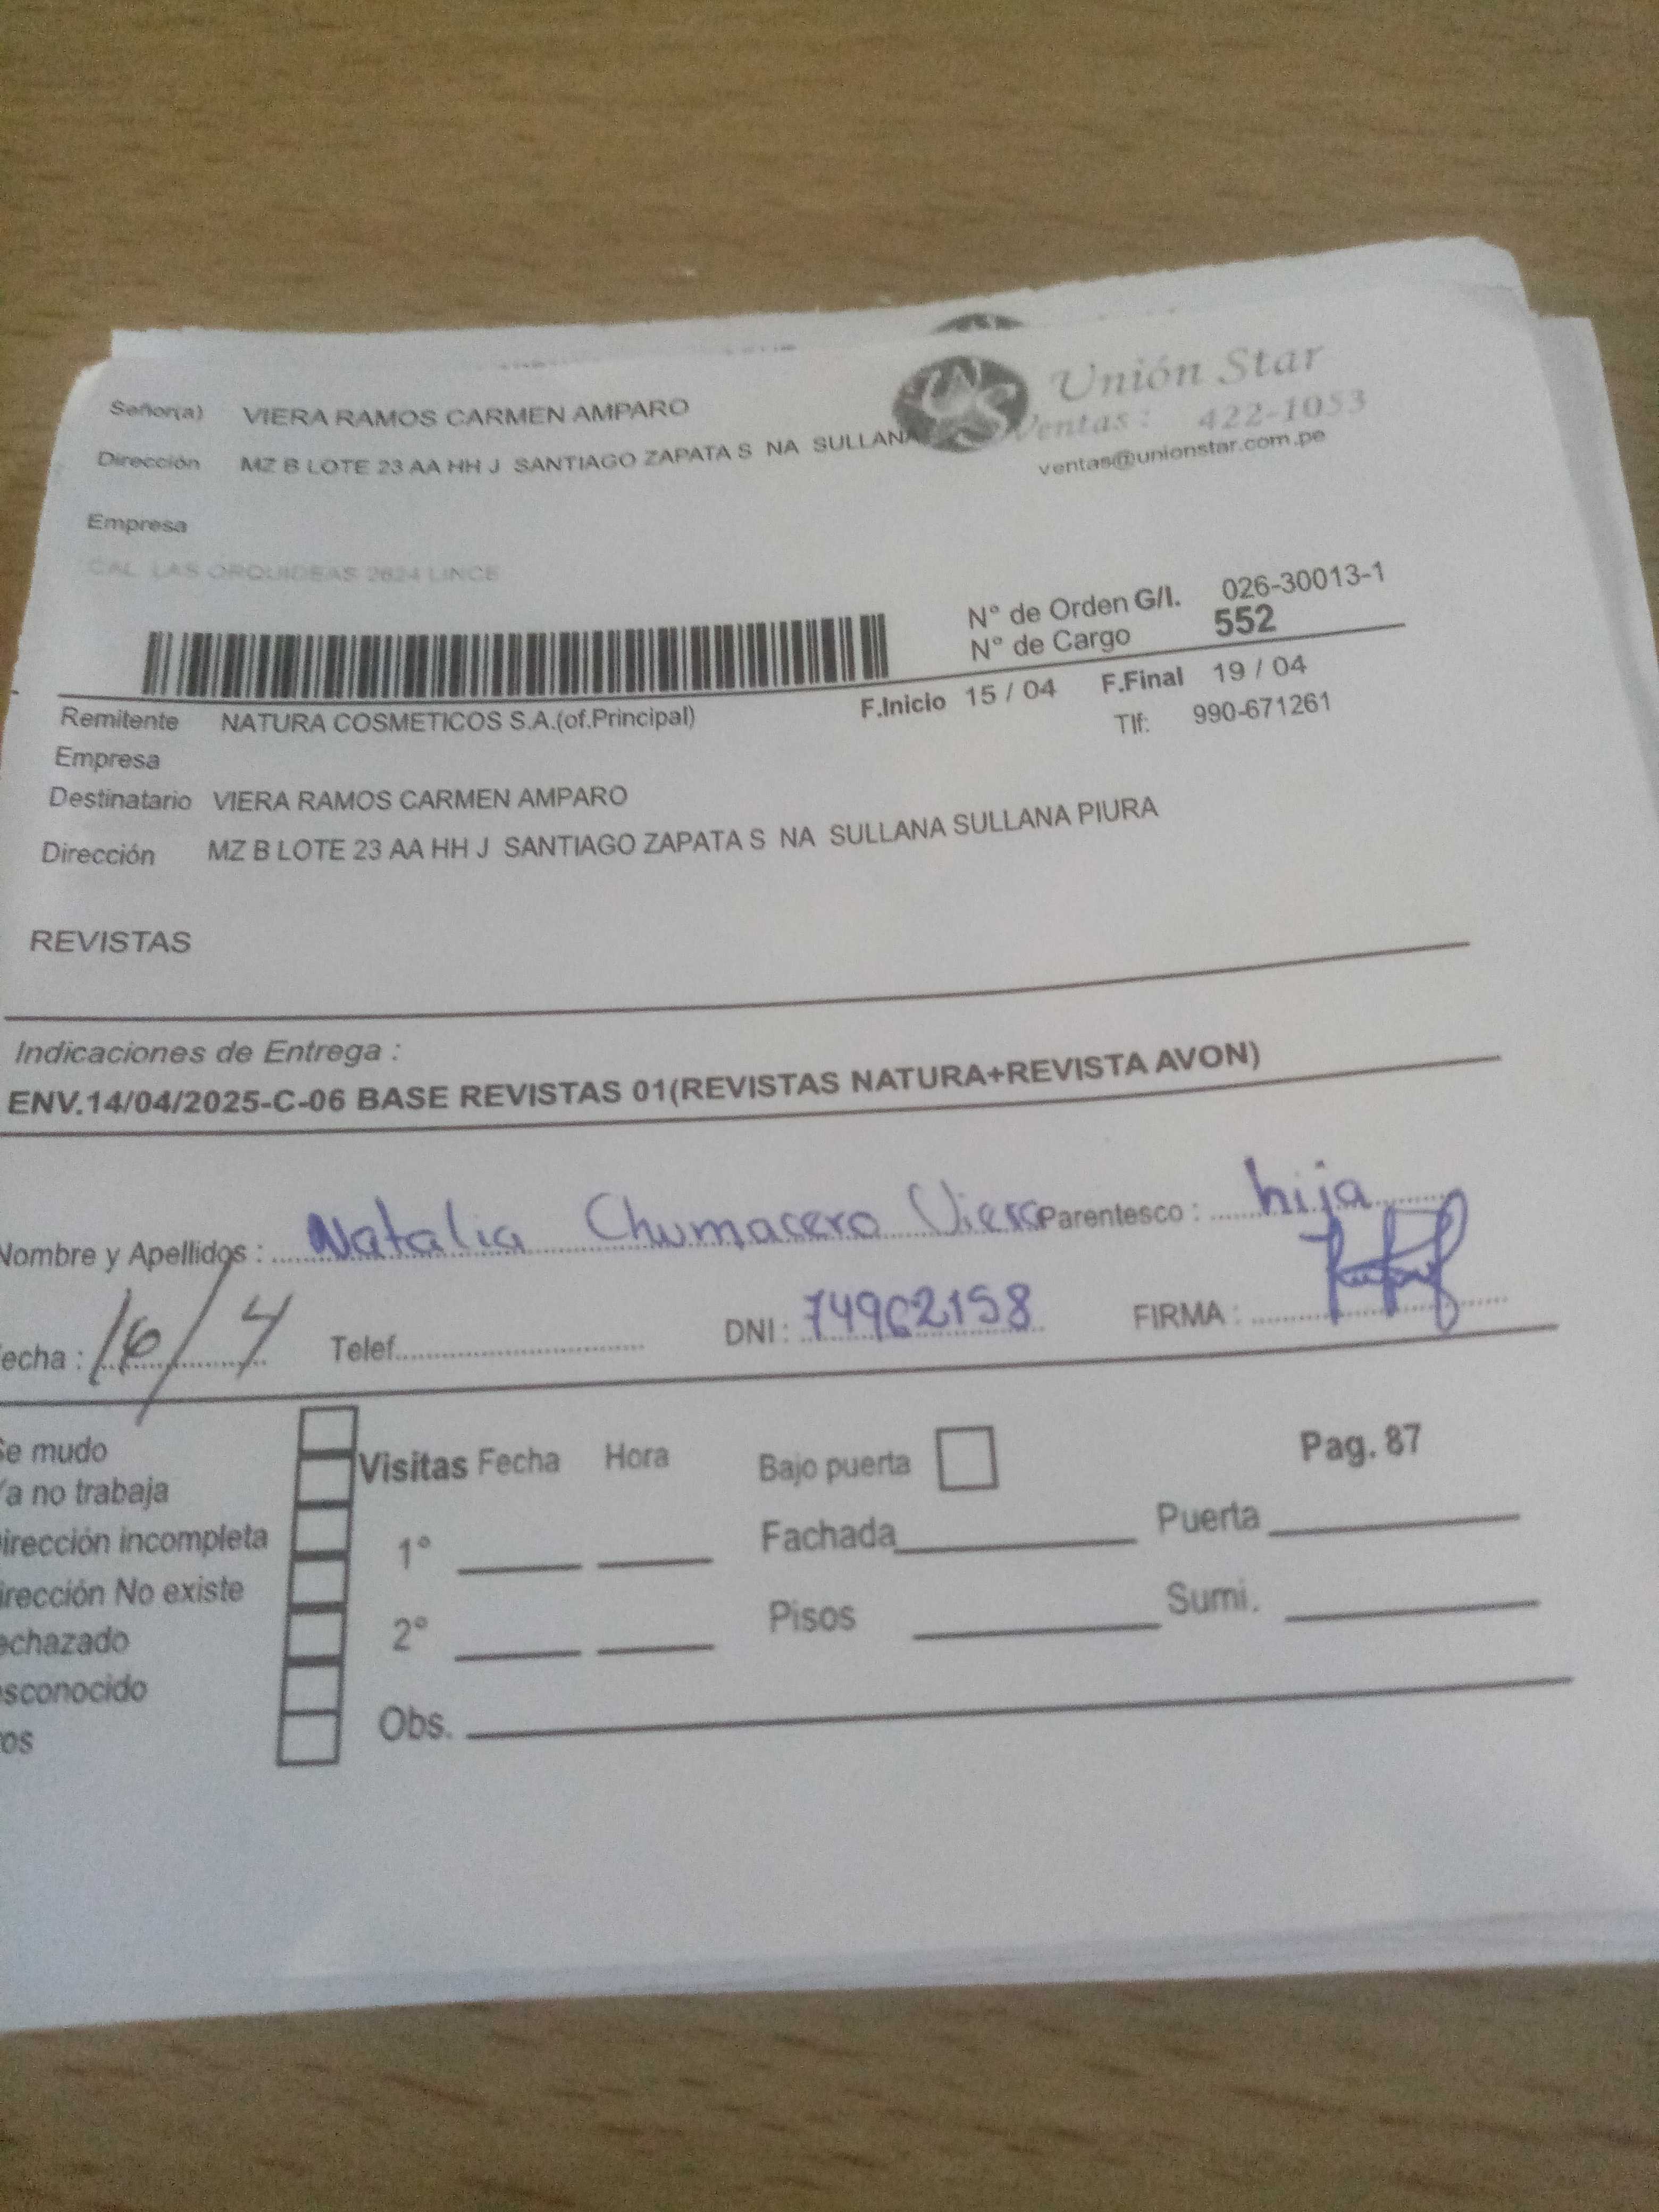 Señor(a) VIERA RAMOS CARMEN AMPARO
Unión Star
Ventas : 422-1053
Dirección MZ B LOTE 23 AA HH J SANTIAGO ZAPATA S NA SULLANA
ventas@unionstar.com.pe
Empresa
CAL LAS ORQUIDEAS 2624 LINCE
N° de Orden G/I. 026-30013-1
N° de Cargo 552
F.Inicio 15 / 04 F.Final 19 / 04
Remitente NATURA COSMETICOS S.A.(of.Principal)
Tlf: 990-671261
Empresa
Destinatario VIERA RAMOS CARMEN AMPARO
Dirección MZ B LOTE 23 AA HH J SANTIAGO ZAPATA S NA SULLANA SULLANA PIURA
REVISTAS
Indicaciones de Entrega :
ENV.14/04/2025-C-06 BASE REVISTAS 01(REVISTAS NATURA+REVISTA AVON)
Nombre y Apellidos : Natalia Chumacero Viera Parentesco : hija
echa : 16/4 Telef. DNI : 74962158 FIRMA :
Se mudo
Ya no trabaja
irección incompleta
irección No existe
echazado
esconocido
ros
Visitas Fecha Hora
1°
2°
Obs.
Bajo puerta
Pag. 87
Fachada Puerta
Pisos Sumi.